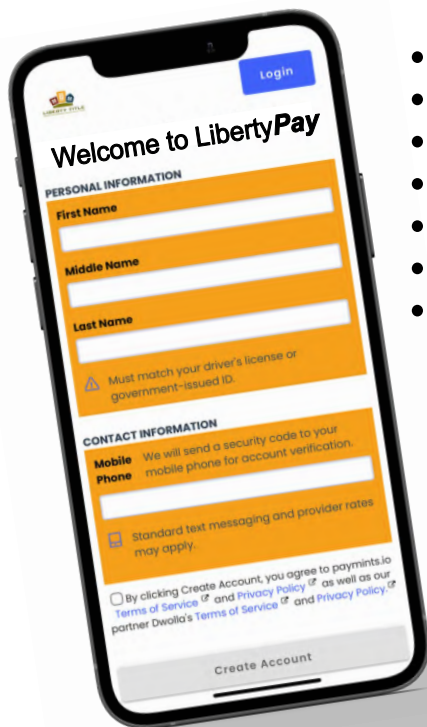 LIBERTY TITLE
Login
Welcome to LibertyPay
PERSONAL INFORMATION
First Name
Middle Name
Last Name
Must match your driver's license or
government-issued ID.
CONTACT INFORMATION
Mobile
Phone
We will send a security code to your
mobile phone for account verification.
Standard text messaging and provider rates
may apply.
By clicking Create Account, you agree to paymints.io
Terms of Service and Privacy Policy as well as our
partner Dwolla's Terms of Service and Privacy Policy.
Create Account